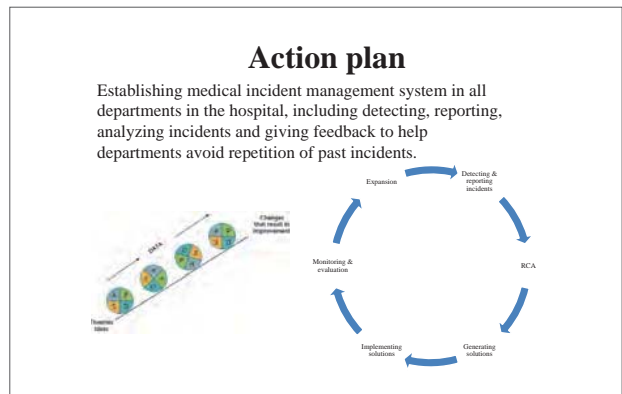 Action plan
Establishing medical incident management system in all
departments in the hospital, including detecting, reporting,
analyzing incidents and giving feedback to help
departments avoid repetition of past incidents.
Expansion
Detecting &
reporting
incidents
RCA
Generating
solutions
Implementing
solutions
Monitoring &
evaluation
Changes
that result in
improvement
DATA